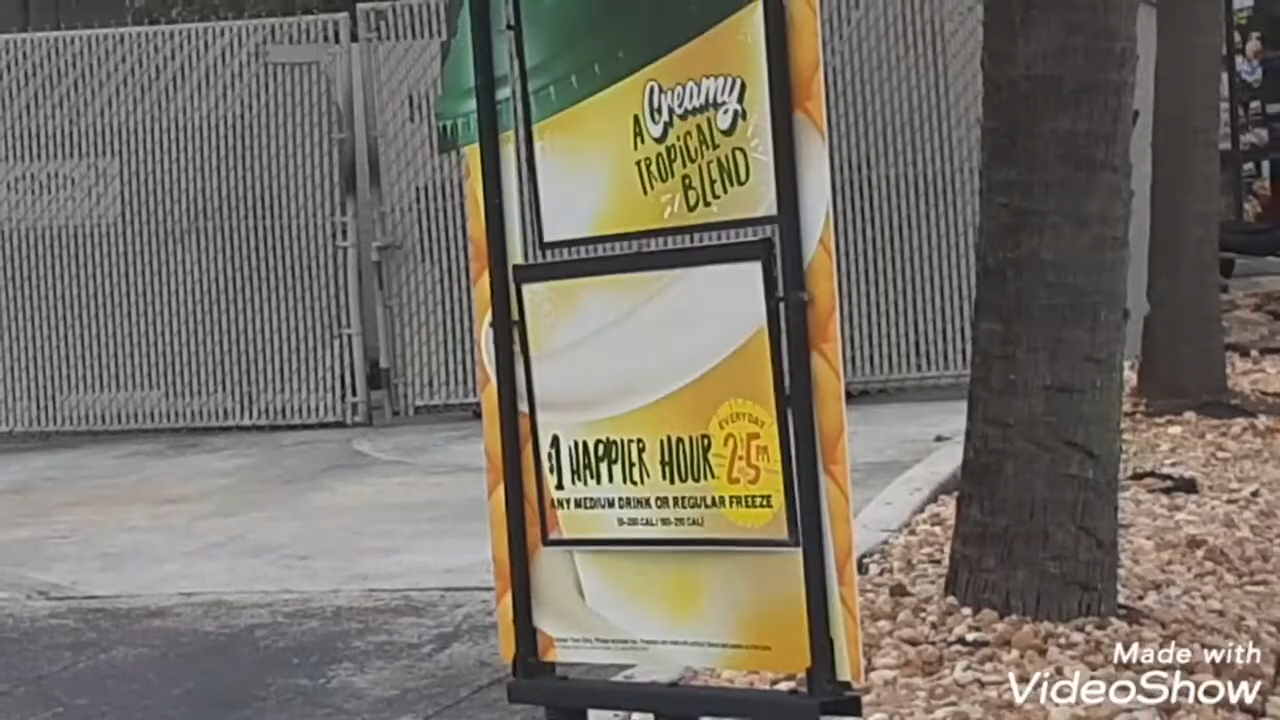 A Creamy
TROPICAL
BLEND
EVERYDAY
$1 HAPPIER HOUR 2-5PM
ANY MEDIUM DRINK OR REGULAR FREEZE
Made with
VideoShow